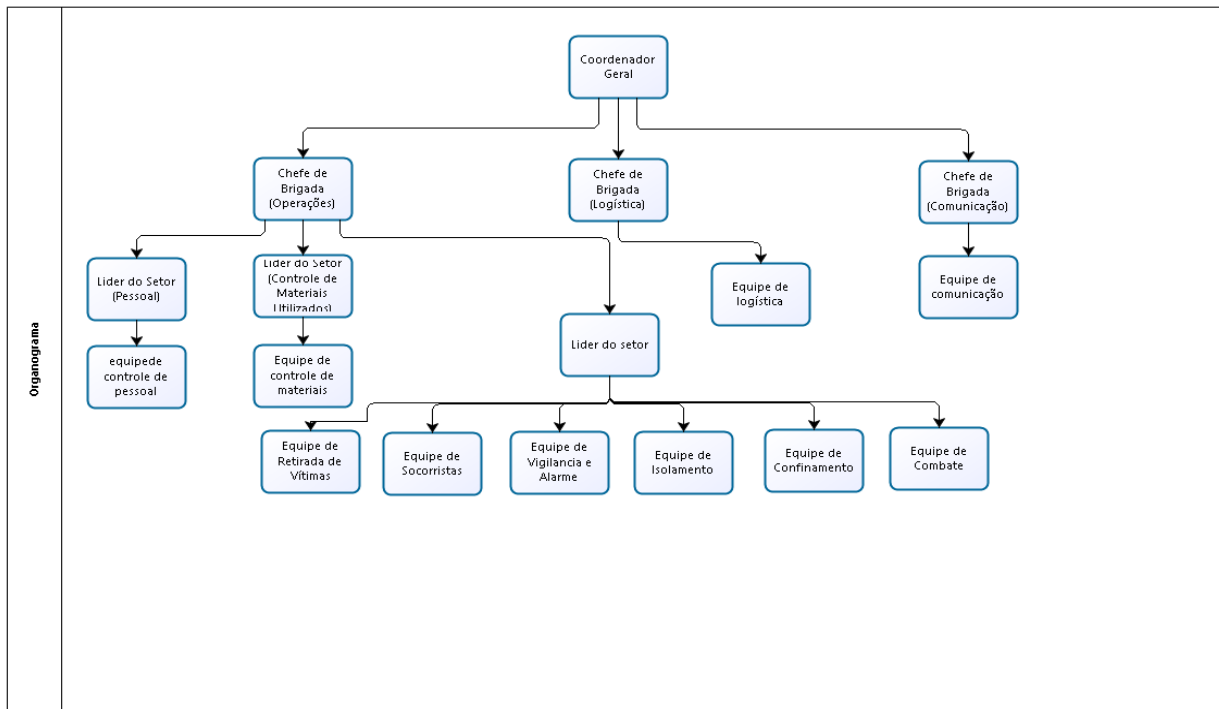 Organograma
Coordenador
Geral
Chefe de
Brigada
(Operações)
Chefe de
Brigada
(Logística)
Chefe de
Brigada
(Comunicação)
Lider do Setor
(Pessoal)
Lider do Setor
(Controle de
Materiais
Utilizados)
Lider do setor
Equipe de
logística
Equipe de
comunicação
equipede
controle de
pessoal
Equipe de
controle de
materiais
Equipe de
Retirada de
Vítimas
Equipe de
Socorristas
Equipe de
Vigilancia e
Alarme
Equipe de
Isolamento
Equipe de
Confinamento
Equipe de
Combate